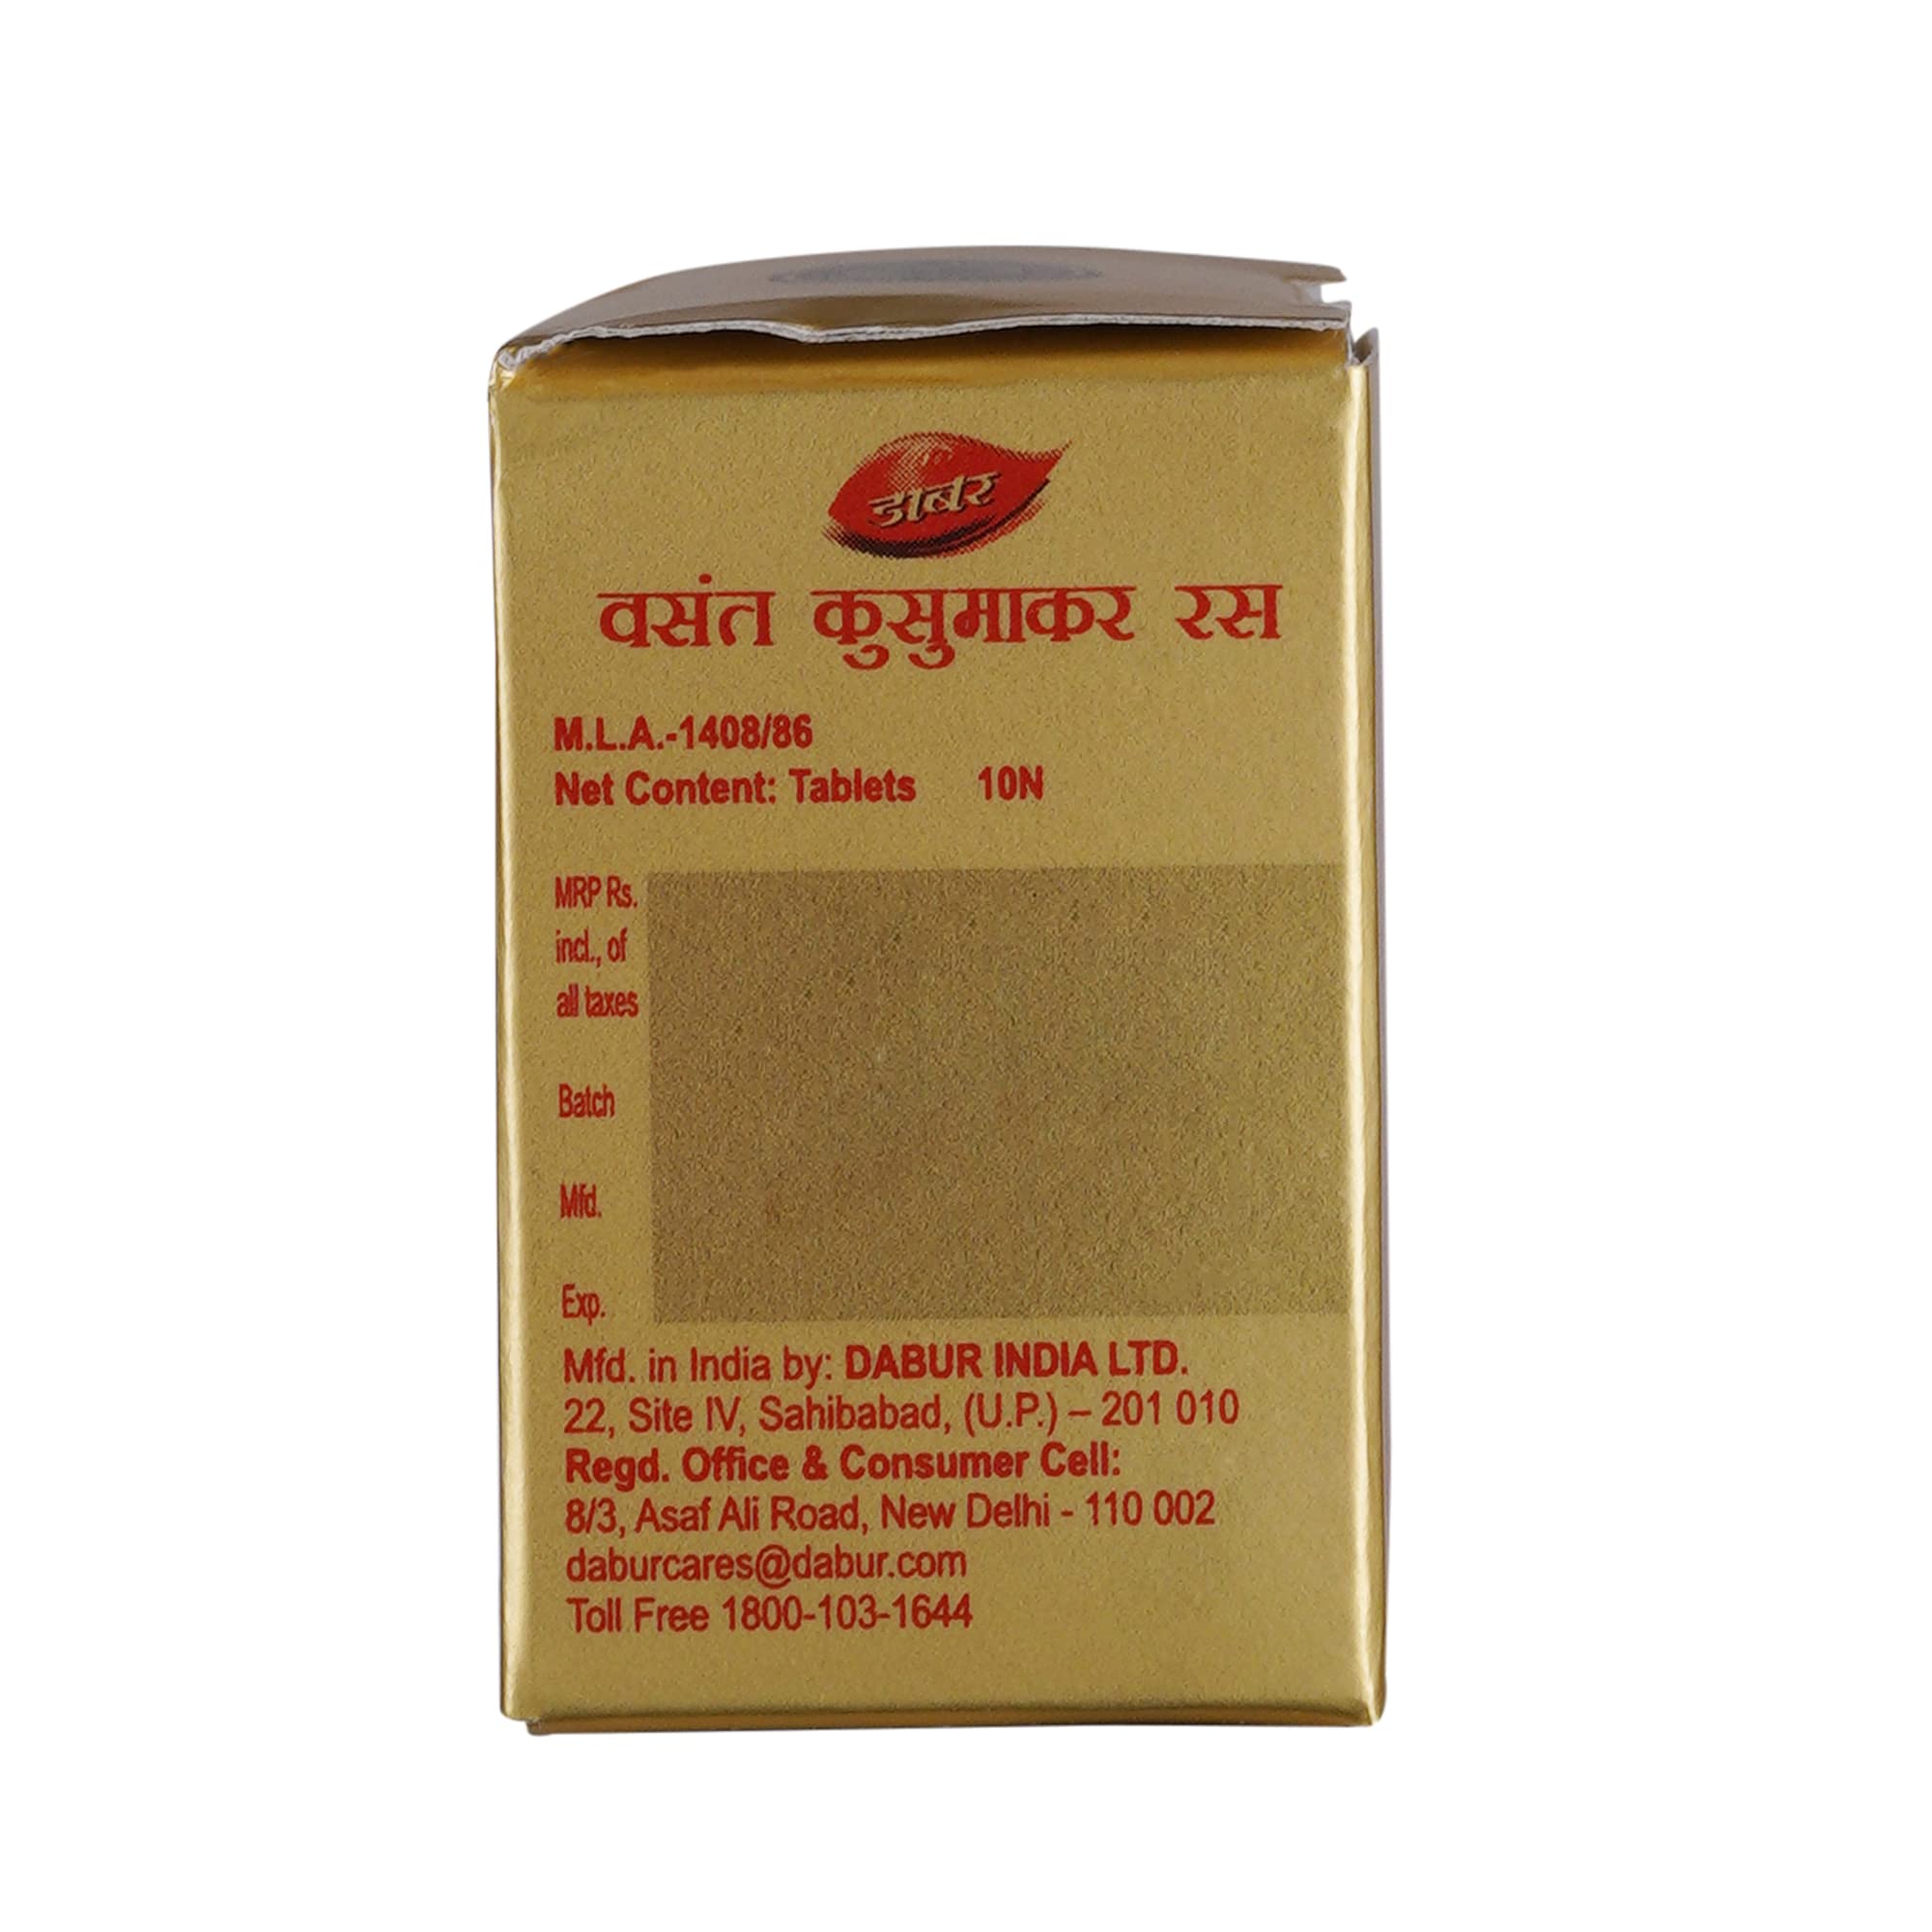 डाबर
वसंत कुसुमाकर रस
M.L.A.-1408/86
Net Content: Tablets 10N
MRP Rs.
incl., of
all taxes
Batch
Mfd.
Exp.
Mfd. in India by: DABUR INDIA LTD.
22, Site IV, Sahibabad, (U.P.) – 201 010
Regd. Office & Consumer Cell:
8/3, Asaf Ali Road, New Delhi - 110 002
daburcares@dabur.com
Toll Free 1800-103-1644